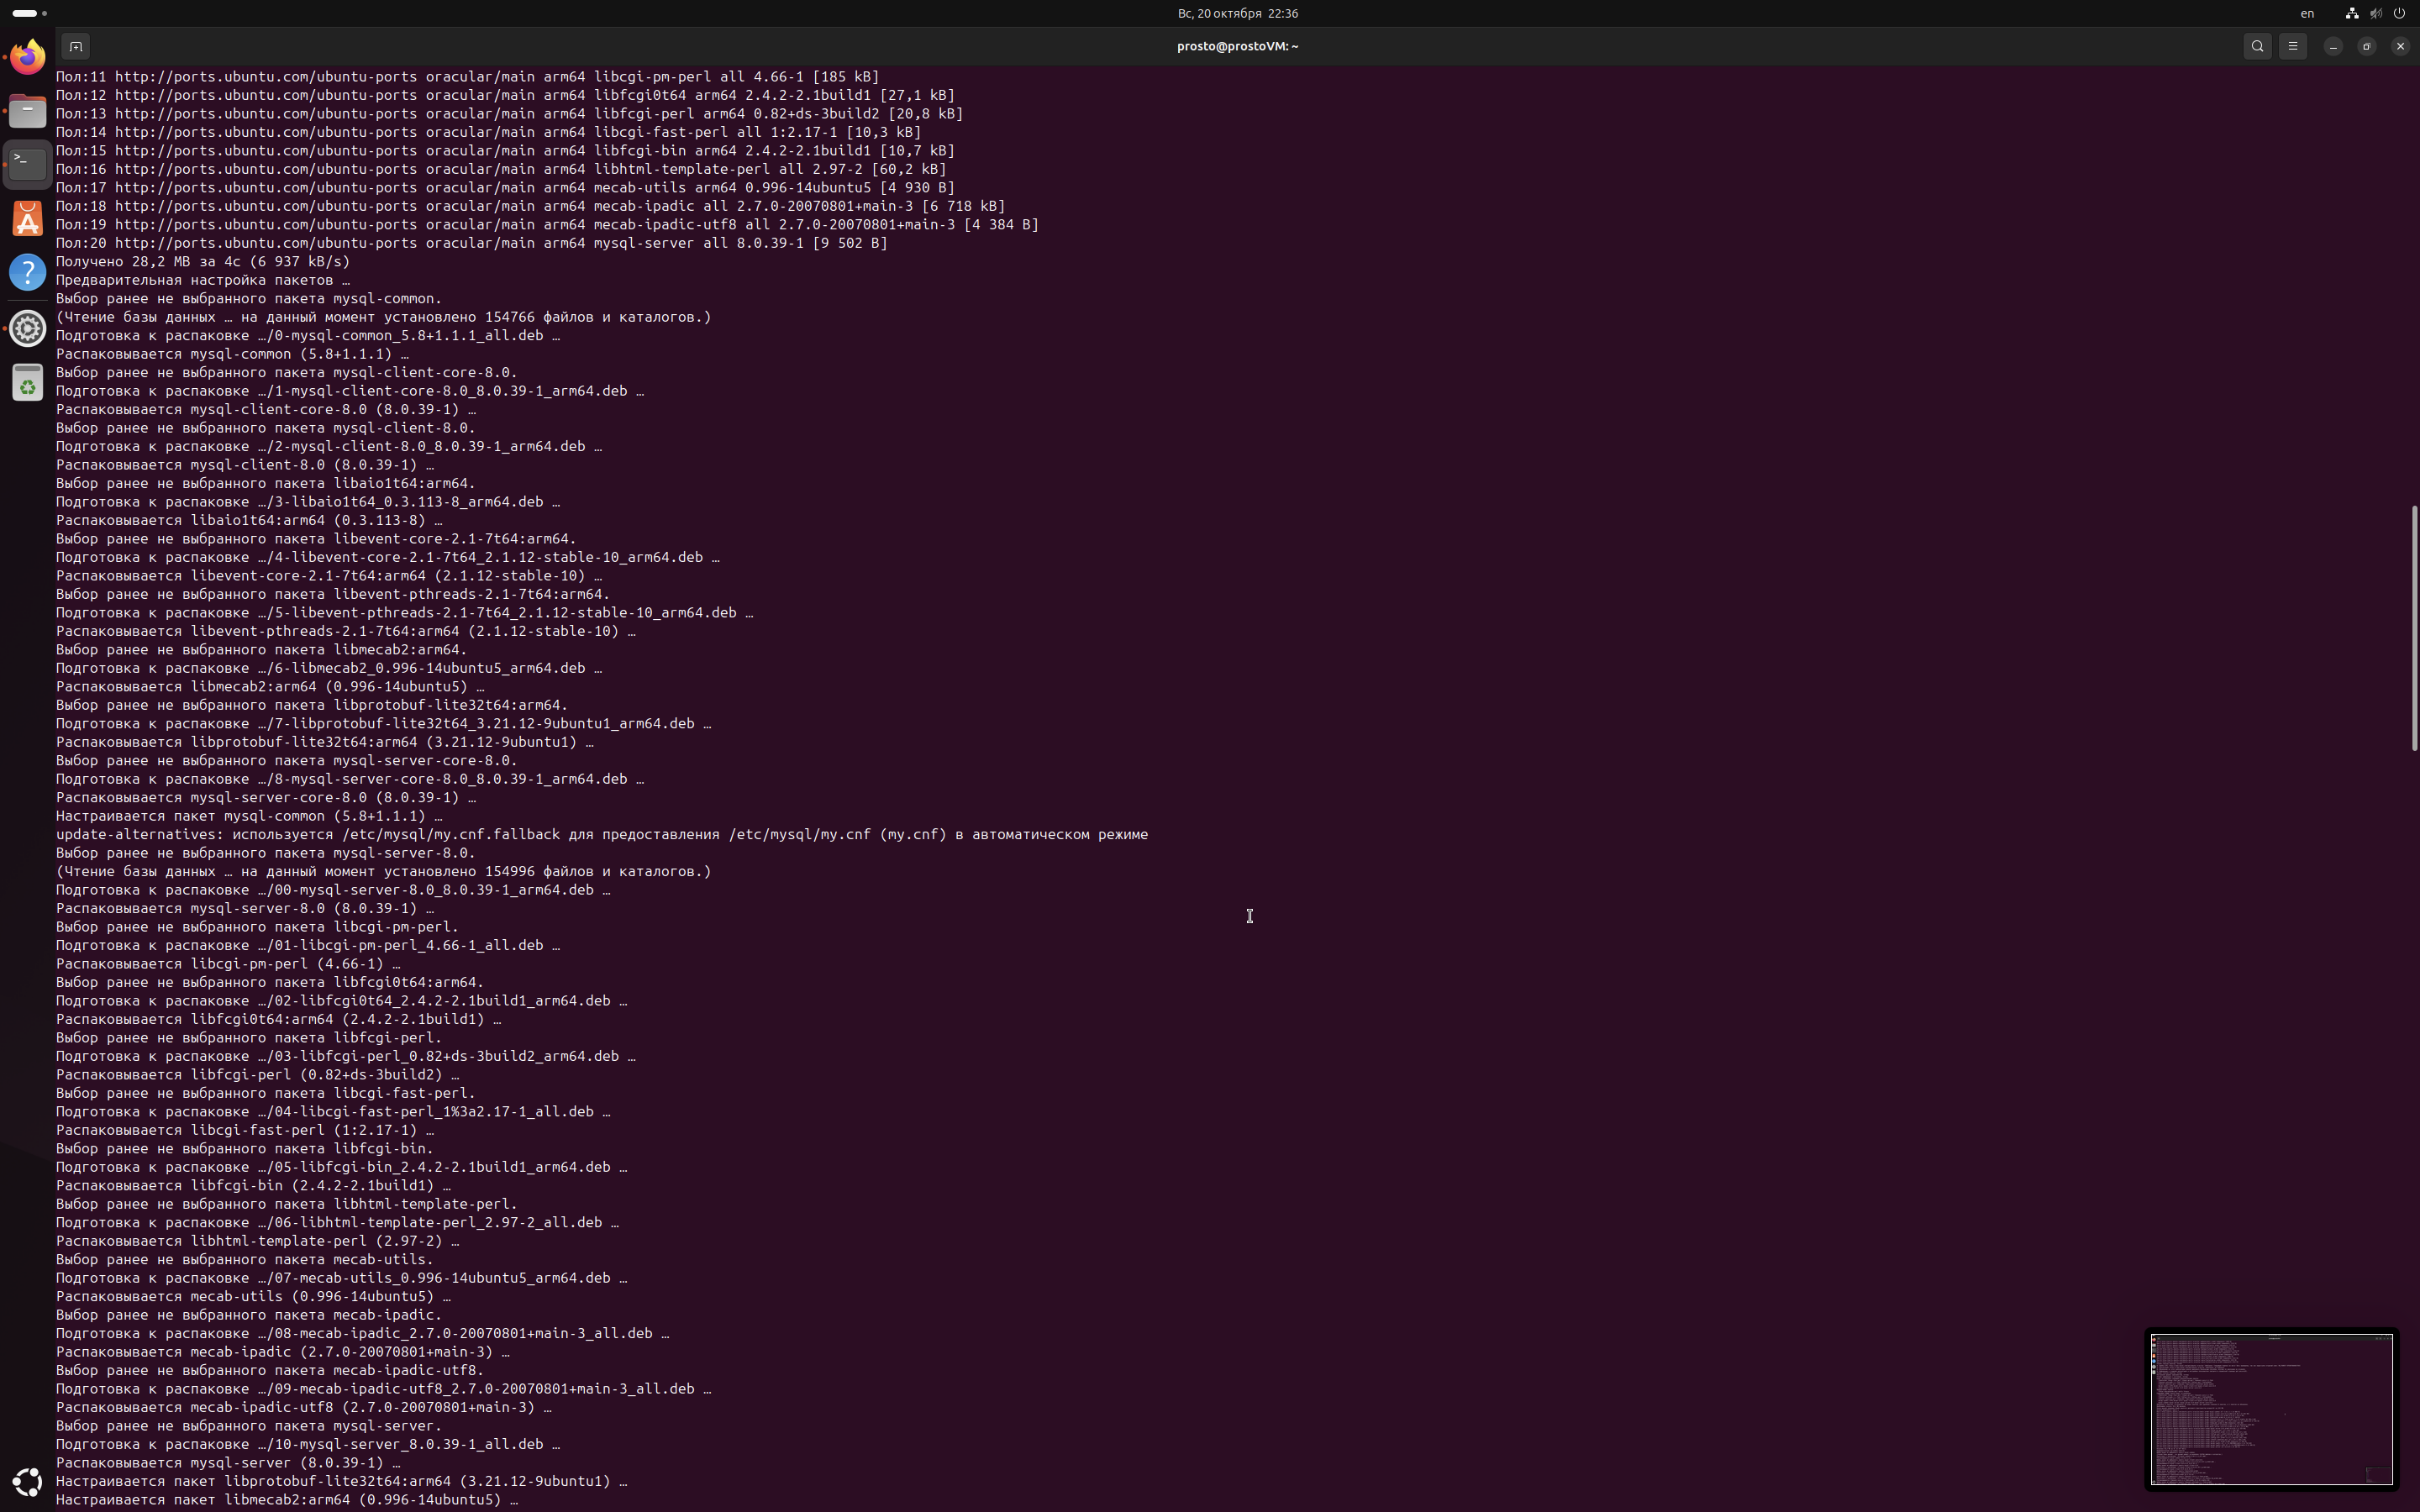 Вс, 20 октября 22:36
en
prosto@prostoVM: ~
Пол:11 http://ports.ubuntu.com/ubuntu-ports oracular/main arm64 libcgi-pm-perl all 4.66-1 [185 kB]
Пол:12 http://ports.ubuntu.com/ubuntu-ports oracular/main arm64 libfcgi0t64 arm64 2.4.2-2.1build1 [27,1 kB]
Пол:13 http://ports.ubuntu.com/ubuntu-ports oracular/main arm64 libfcgi-perl arm64 0.82+ds-3build2 [20,8 kB]
Пол:14 http://ports.ubuntu.com/ubuntu-ports oracular/main arm64 libcgi-fast-perl all 1:2.17-1 [10,3 kB]
Пол:15 http://ports.ubuntu.com/ubuntu-ports oracular/main arm64 libfcgi-bin arm64 2.4.2-2.1build1 [10,7 kB]
Пол:16 http://ports.ubuntu.com/ubuntu-ports oracular/main arm64 libhtml-template-perl all 2.97-2 [60,2 kB]
Пол:17 http://ports.ubuntu.com/ubuntu-ports oracular/main arm64 mecab-utils arm64 0.996-14ubuntu5 [4 930 B]
Пол:18 http://ports.ubuntu.com/ubuntu-ports oracular/main arm64 mecab-ipadic all 2.7.0-20070801+main-3 [6 718 kB]
Пол:19 http://ports.ubuntu.com/ubuntu-ports oracular/main arm64 mecab-ipadic-utf8 all 2.7.0-20070801+main-3 [4 384 B]
Пол:20 http://ports.ubuntu.com/ubuntu-ports oracular/main arm64 mysql-server all 8.0.39-1 [9 502 B]
Получено 28,2 MB за 4с (6 937 kB/s)
Предварительная настройка пакетов …
Выбор ранее не выбранного пакета mysql-common.
(Чтение базы данных … на данный момент установлено 154766 файлов и каталогов.)
Подготовка к распаковке …/0-mysql-common_5.8+1.1.1_all.deb …
Распаковывается mysql-common (5.8+1.1.1) …
Выбор ранее не выбранного пакета mysql-client-core-8.0.
Подготовка к распаковке …/1-mysql-client-core-8.0_8.0.39-1_arm64.deb …
Распаковывается mysql-client-core-8.0 (8.0.39-1) …
Выбор ранее не выбранного пакета mysql-client-8.0.
Подготовка к распаковке …/2-mysql-client-8.0_8.0.39-1_arm64.deb …
Распаковывается mysql-client-8.0 (8.0.39-1) …
Выбор ранее не выбранного пакета libaio1t64:arm64.
Подготовка к распаковке …/3-libaio1t64_0.3.113-8_arm64.deb …
Распаковывается libaio1t64:arm64 (0.3.113-8) …
Выбор ранее не выбранного пакета libevent-core-2.1-7t64:arm64.
Подготовка к распаковке …/4-libevent-core-2.1-7t64_2.1.12-stable-10_arm64.deb …
Распаковывается libevent-core-2.1-7t64:arm64 (2.1.12-stable-10) …
Выбор ранее не выбранного пакета libevent-pthreads-2.1-7t64:arm64.
Подготовка к распаковке …/5-libevent-pthreads-2.1-7t64_2.1.12-stable-10_arm64.deb …
Распаковывается libevent-pthreads-2.1-7t64:arm64 (2.1.12-stable-10) …
Выбор ранее не выбранного пакета libmecab2:arm64.
Подготовка к распаковке …/6-libmecab2_0.996-14ubuntu5_arm64.deb …
Распаковывается libmecab2:arm64 (0.996-14ubuntu5) …
Выбор ранее не выбранного пакета libprotobuf-lite32t64:arm64.
Подготовка к распаковке …/7-libprotobuf-lite32t64_3.21.12-9ubuntu1_arm64.deb …
Распаковывается libprotobuf-lite32t64:arm64 (3.21.12-9ubuntu1) …
Выбор ранее не выбранного пакета mysql-server-core-8.0.
Подготовка к распаковке …/8-mysql-server-core-8.0_8.0.39-1_arm64.deb …
Распаковывается mysql-server-core-8.0 (8.0.39-1) …
Настраивается пакет mysql-common (5.8+1.1.1) …
update-alternatives: используется /etc/mysql/my.cnf.fallback для предоставления /etc/mysql/my.cnf (my.cnf) в автоматическом режиме
Выбор ранее не выбранного пакета mysql-server-8.0.
(Чтение базы данных … на данный момент установлено 154996 файлов и каталогов.)
Подготовка к распаковке …/00-mysql-server-8.0_8.0.39-1_arm64.deb …
Распаковывается mysql-server-8.0 (8.0.39-1) …
Выбор ранее не выбранного пакета libcgi-pm-perl.
Подготовка к распаковке …/01-libcgi-pm-perl_4.66-1_all.deb …
Распаковывается libcgi-pm-perl (4.66-1) …
Выбор ранее не выбранного пакета libfcgi0t64:arm64.
Подготовка к распаковке …/02-libfcgi0t64_2.4.2-2.1build1_arm64.deb …
Распаковывается libfcgi0t64:arm64 (2.4.2-2.1build1) …
Выбор ранее не выбранного пакета libfcgi-perl.
Подготовка к распаковке …/03-libfcgi-perl_0.82+ds-3build2_arm64.deb …
Распаковывается libfcgi-perl (0.82+ds-3build2) …
Выбор ранее не выбранного пакета libcgi-fast-perl.
Подготовка к распаковке …/04-libcgi-fast-perl_1%3a2.17-1_all.deb …
Распаковывается libcgi-fast-perl (1:2.17-1) …
Выбор ранее не выбранного пакета libfcgi-bin.
Подготовка к распаковке …/05-libfcgi-bin_2.4.2-2.1build1_arm64.deb …
Распаковывается libfcgi-bin (2.4.2-2.1build1) …
Выбор ранее не выбранного пакета libhtml-template-perl.
Подготовка к распаковке …/06-libhtml-template-perl_2.97-2_all.deb …
Распаковывается libhtml-template-perl (2.97-2) …
Выбор ранее не выбранного пакета mecab-utils.
Подготовка к распаковке …/07-mecab-utils_0.996-14ubuntu5_arm64.deb …
Распаковывается mecab-utils (0.996-14ubuntu5) …
Выбор ранее не выбранного пакета mecab-ipadic.
Подготовка к распаковке …/08-mecab-ipadic_2.7.0-20070801+main-3_all.deb …
Распаковывается mecab-ipadic (2.7.0-20070801+main-3) …
Выбор ранее не выбранного пакета mecab-ipadic-utf8.
Подготовка к распаковке …/09-mecab-ipadic-utf8_2.7.0-20070801+main-3_all.deb …
Распаковывается mecab-ipadic-utf8 (2.7.0-20070801+main-3) …
Выбор ранее не выбранного пакета mysql-server.
Подготовка к распаковке …/10-mysql-server_8.0.39-1_all.deb …
Распаковывается mysql-server (8.0.39-1) …
Настраивается пакет libprotobuf-lite32t64:arm64 (3.21.12-9ubuntu1) …
Настраивается пакет libmecab2:arm64 (0.996-14ubuntu5) …